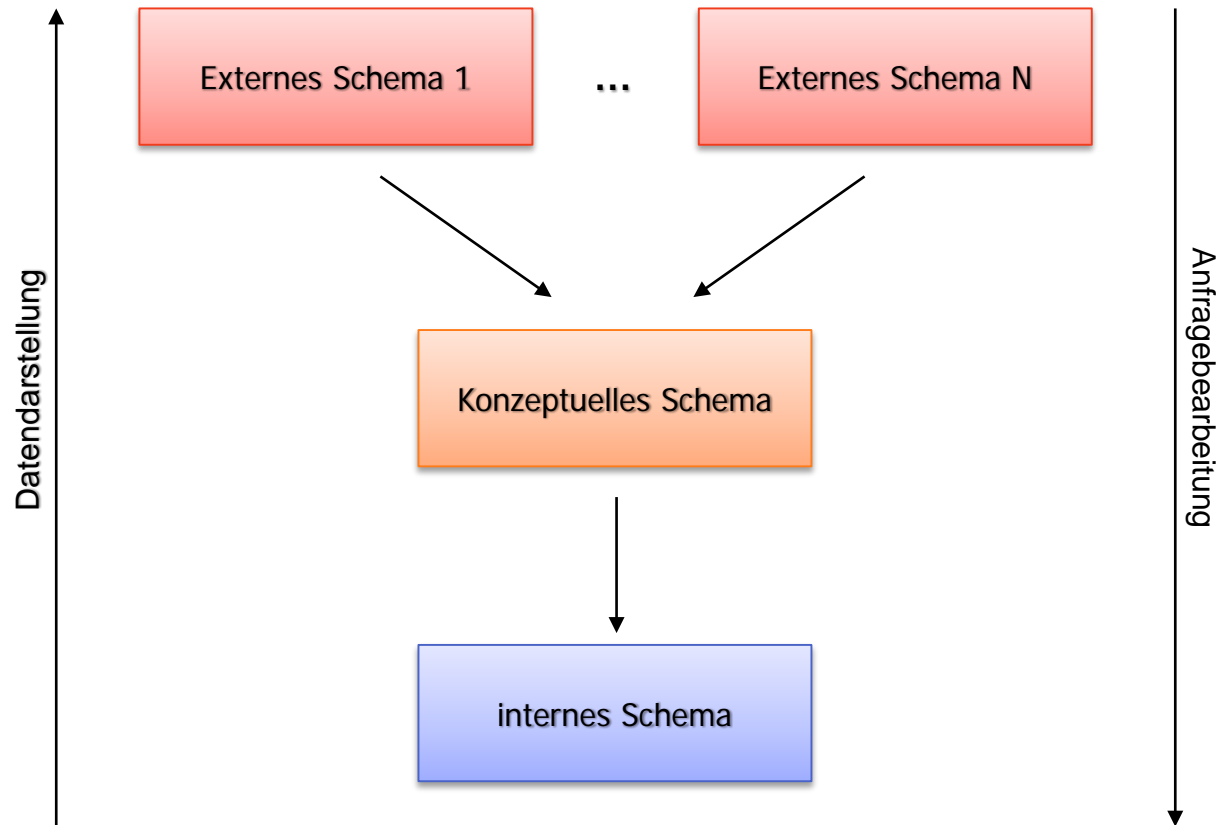 Externes Schema 1
...
Externes Schema N
Datendarstellung
Anfragebearbeitung
Konzeptuelles Schema
internes Schema